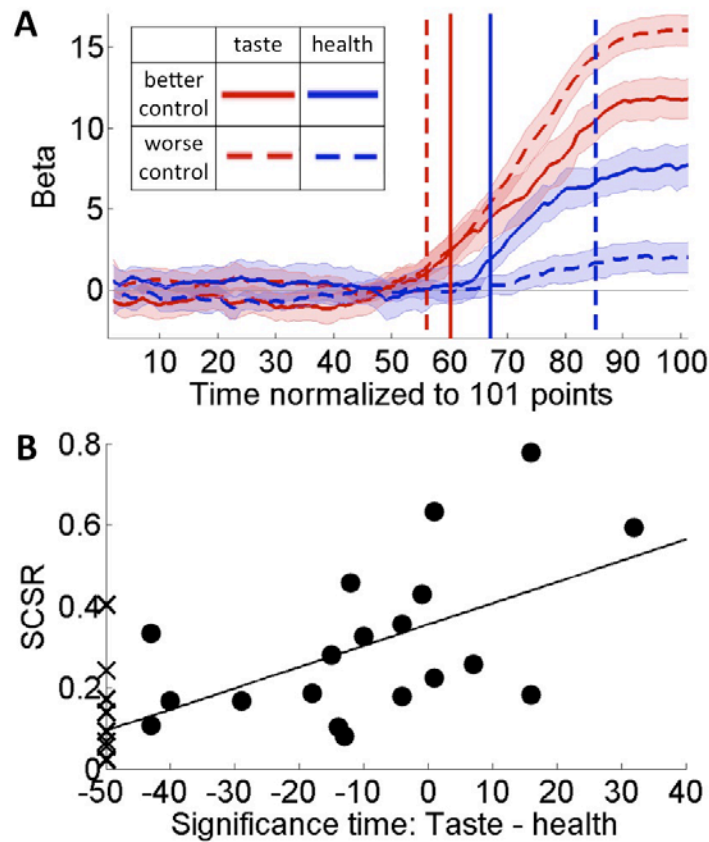 A
taste health
better control
worse control
15
10
5
0
Beta
10 20 30 40 50 60 70 80 90 100
Time normalized to 101 points
B
0.8
0.6
0.4
0.2
0
SCSR
-50 -40 -30 -20 -10 0 10 20 30 40
Significance time: Taste - health